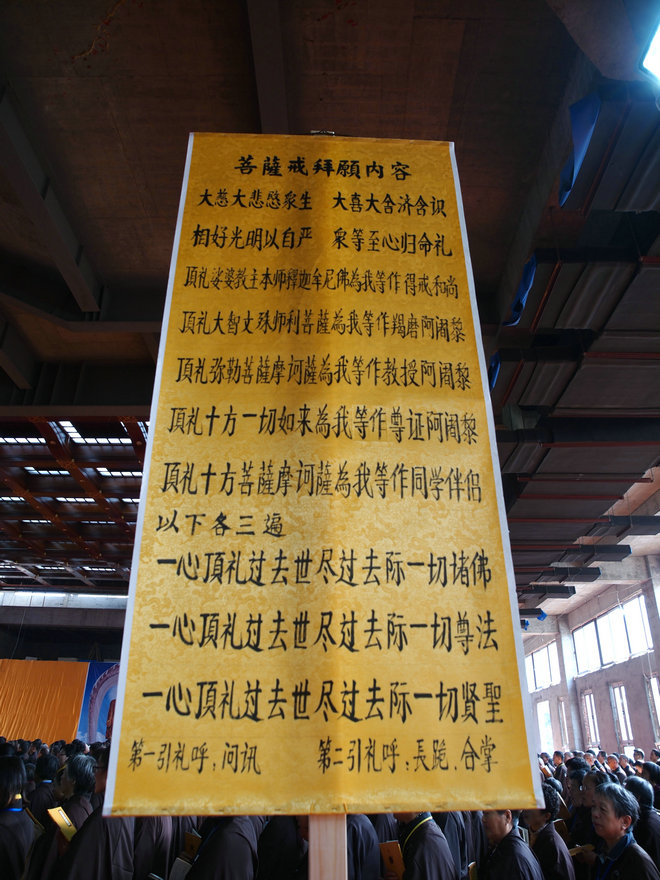 菩薩戒拜願内容
大慈大悲愍衆生　大喜大舍济含识
相好光明以自严　衆等至心归命礼
頂礼娑婆教主本师釋迦牟尼佛為我等作得戒和尚
頂礼大智文殊师利菩薩為我等作羯磨阿阇黎
頂礼弥勒菩薩摩诃薩為我等作教授阿阇黎
頂礼十方一切如来為我等作尊证阿阇黎
頂礼十方菩薩摩诃薩為我等作同学伴侣
以下各三遍
一心頂礼过去世尽过去际一切诸佛
一心頂礼过去世尽过去际一切尊法
一心頂礼过去世尽过去际一切贤聖
第一引礼呼：问讯　第二引礼呼：長跪、合掌